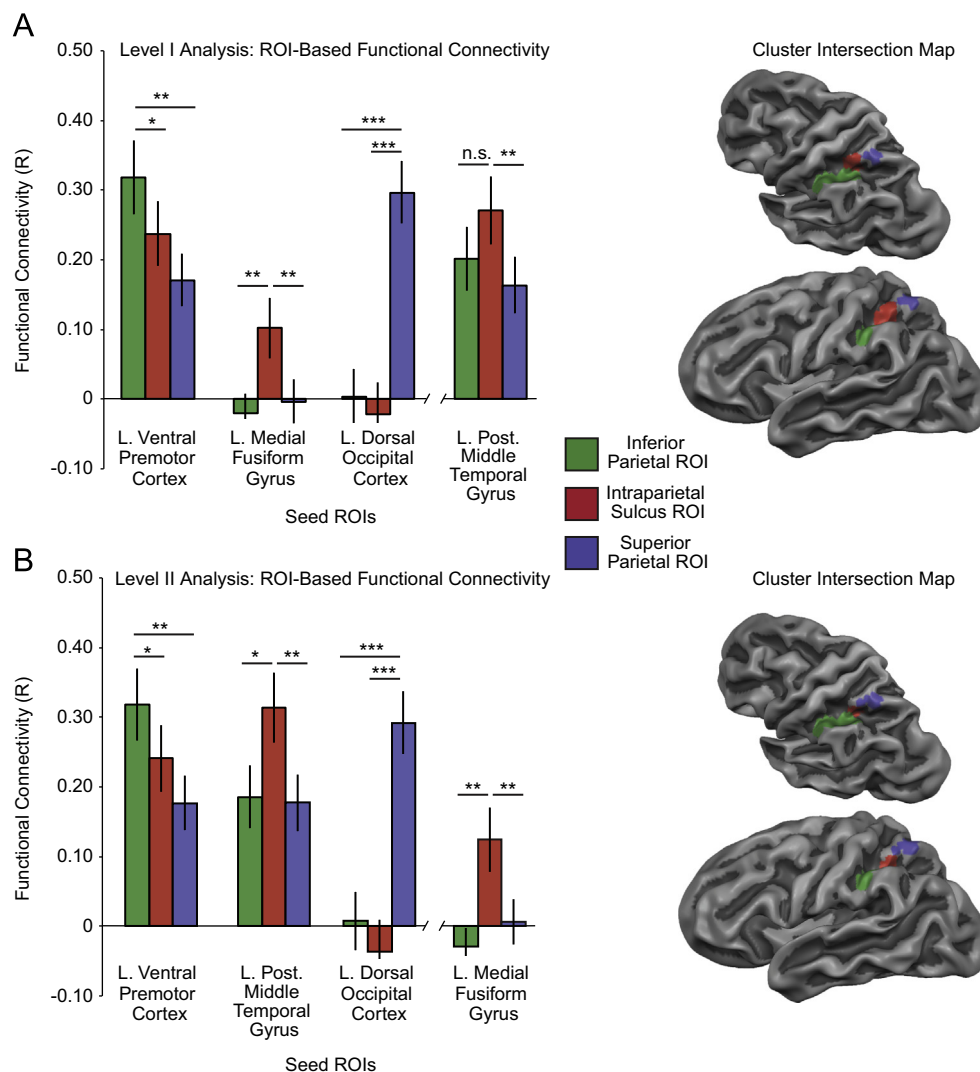 A
Level I Analysis: ROI-Based Functional Connectivity
Cluster Intersection Map
Functional Connectivity (R)
0.50
0.40
0.30
0.20
0.10
0
-0.10
**
*
**
**
***
***
n.s.
**
L. Ventral
Premotor
Cortex
L. Medial
Fusiform
Gyrus
L. Dorsal
Occipital
Cortex
L. Post.
Middle
Temporal
Gyrus
Seed ROIs
Inferior
Parietal ROI
Intraparietal
Sulcus ROI
Superior
Parietal ROI
B
Level II Analysis: ROI-Based Functional Connectivity
Cluster Intersection Map
Functional Connectivity (R)
0.50
0.40
0.30
0.20
0.10
0
-0.10
**
*
*
**
***
***
**
**
L. Ventral
Premotor
Cortex
L. Post.
Middle
Temporal
Gyrus
L. Dorsal
Occipital
Cortex
L. Medial
Fusiform
Gyrus
Seed ROIs